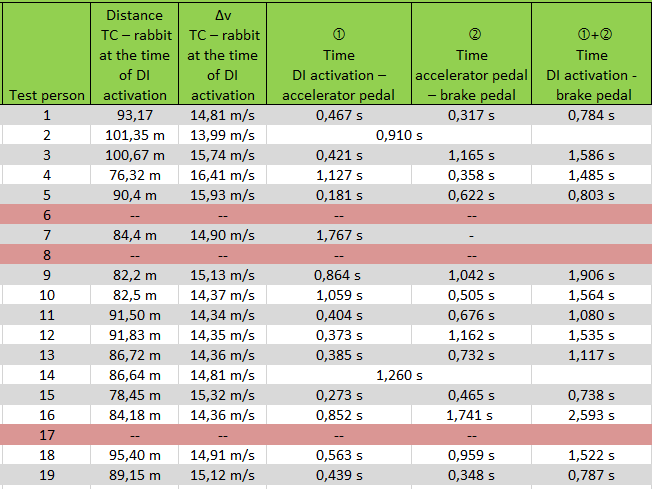 Test person | Distance TC – rabbit at the time of DI activation | Δv TC – rabbit at the time of DI activation | ① Time DI activation – accelerator pedal | ② Time accelerator pedal – brake pedal | ①+② Time DI activation - brake pedal
1 | 93,17 | 14,81 m/s | 0,467 s | 0,317 s | 0,784 s
2 | 101,35 m | 13,99 m/s | 0,910 s
3 | 100,67 m | 15,74 m/s | 0,421 s | 1,165 s | 1,586 s
4 | 76,32 m | 16,41 m/s | 1,127 s | 0,358 s | 1,485 s
5 | 90,4 m | 15,93 m/s | 0,181 s | 0,622 s | 0,803 s
6 | -- | -- | -- | --
7 | 84,4 m | 14,90 m/s | 1,767 s | -
8 | -- | -- | -- | --
9 | 82,2 m | 15,13 m/s | 0,864 s | 1,042 s | 1,906 s
10 | 82,5 m | 14,37 m/s | 1,059 s | 0,505 s | 1,564 s
11 | 91,50 m | 14,34 m/s | 0,404 s | 0,676 s | 1,080 s
12 | 91,83 m | 14,35 m/s | 0,373 s | 1,162 s | 1,535 s
13 | 86,72 m | 14,36 m/s | 0,385 s | 0,732 s | 1,117 s
14 | 86,64 m | 14,81 m/s | 1,260 s
15 | 78,45 m | 15,32 m/s | 0,273 s | 0,465 s | 0,738 s
16 | 84,18 m | 14,36 m/s | 0,852 s | 1,741 s | 2,593 s
17 | -- | -- | -- | --
18 | 95,40 m | 14,91 m/s | 0,563 s | 0,959 s | 1,522 s
19 | 89,15 m | 15,12 m/s | 0,439 s | 0,348 s | 0,787 s